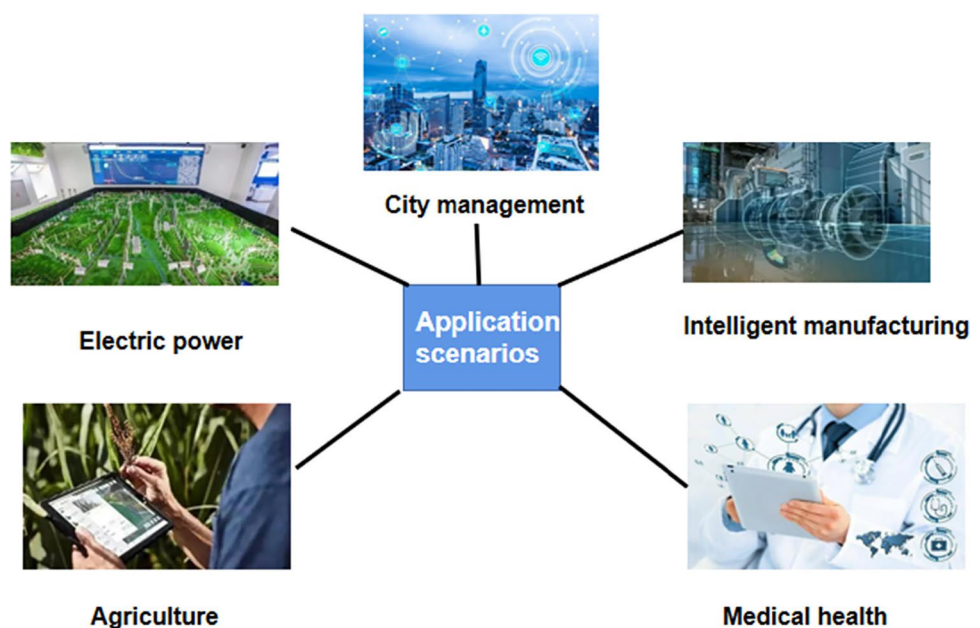 City management
Electric power
Application
scenarios
Intelligent manufacturing
Agriculture
Medical health